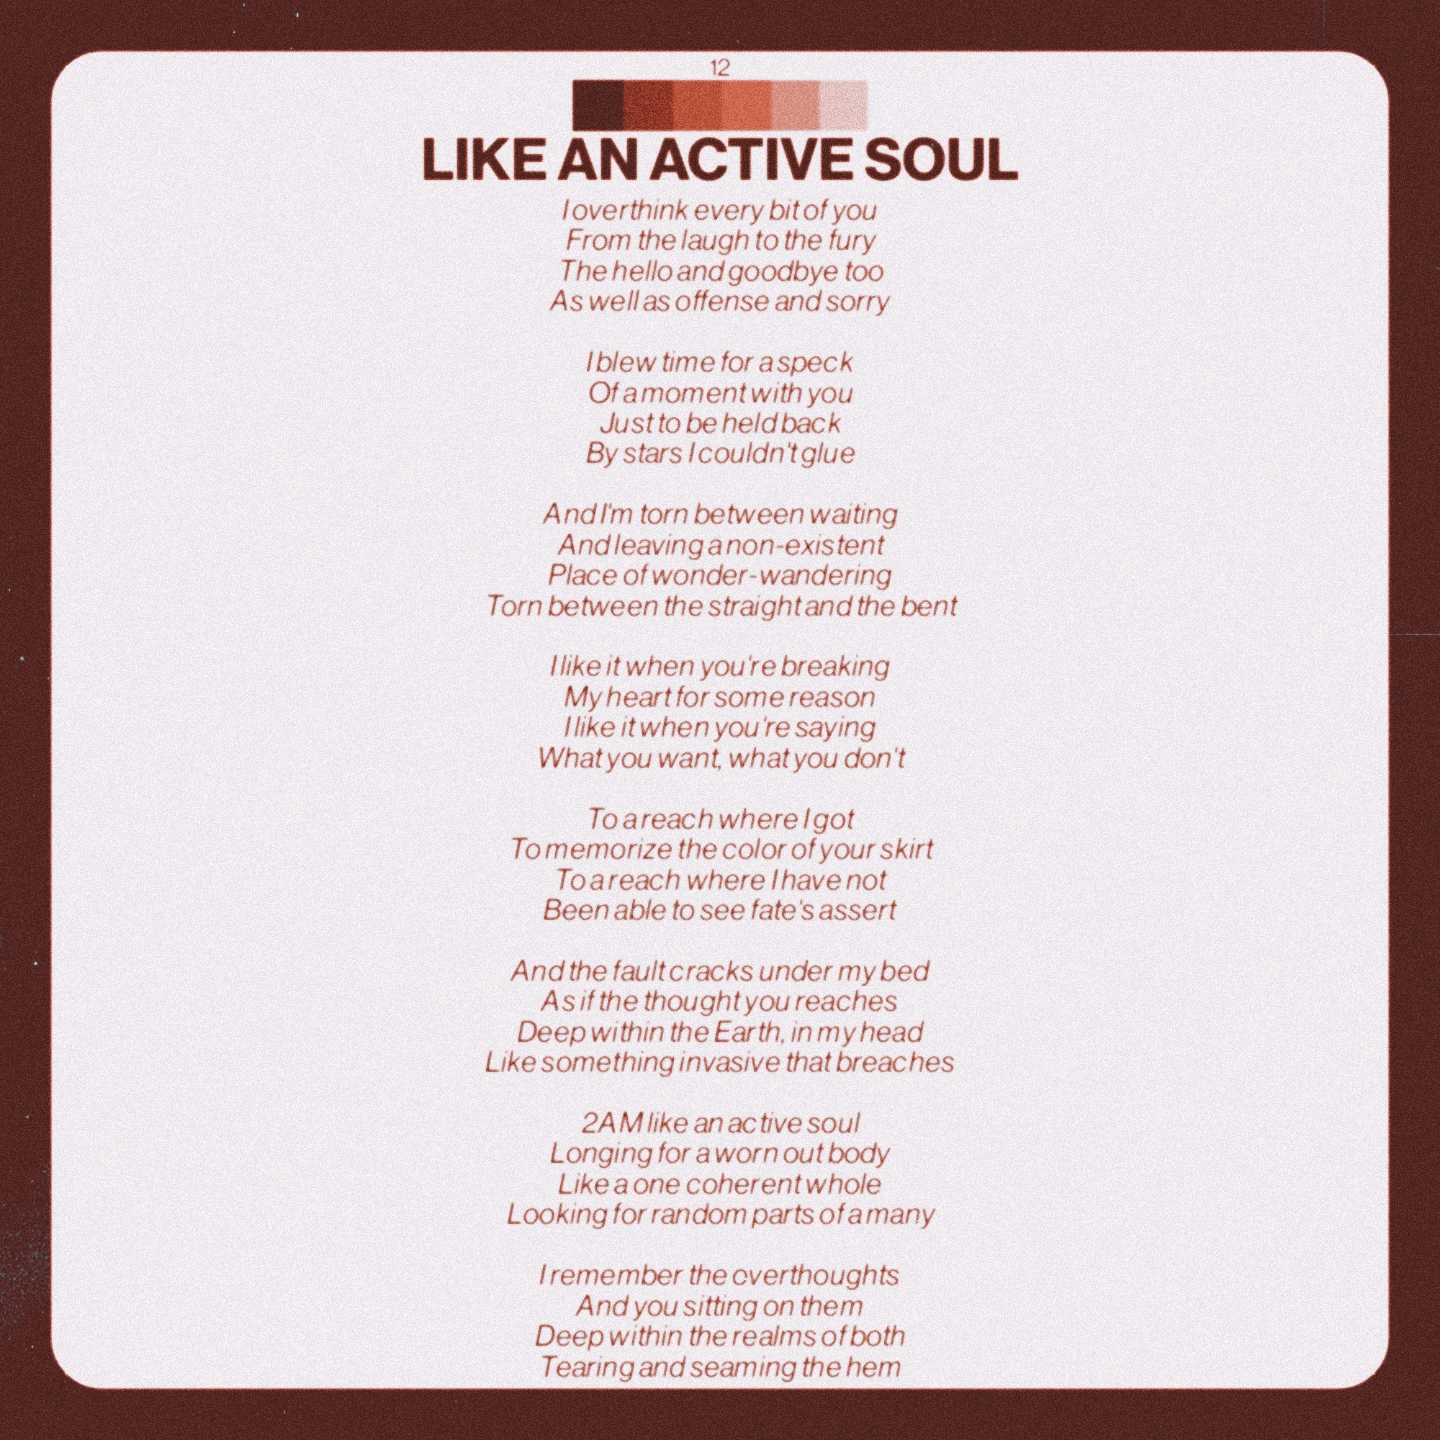 12
LIKE AN ACTIVE SOUL
I overthink every bit of you
From the laugh to the fury
The hello and goodbye too
As well as offense and sorry
I blew time for a speck
Of a moment with you
Just to be held back
By stars I couldn't glue
And I'm torn between waiting
And leaving a non-existent
Place of wonder-wandering
Torn between the straight and the bent
I like it when you're breaking
My heart for some reason
I like it when you're saying
What you want, what you don't
To a reach where I got
To memorize the color of your skirt
To a reach where I have not
Been able to see fate's assert
And the fault cracks under my bed
As if the thought you reaches
Deep within the Earth, in my head
Like something invasive that breaches
2AM like an active soul
Longing for a worn out body
Like a one coherent whole
Looking for random parts of a many
I remember the overthoughts
And you sitting on them
Deep within the realms of both
Tearing and seaming the hem